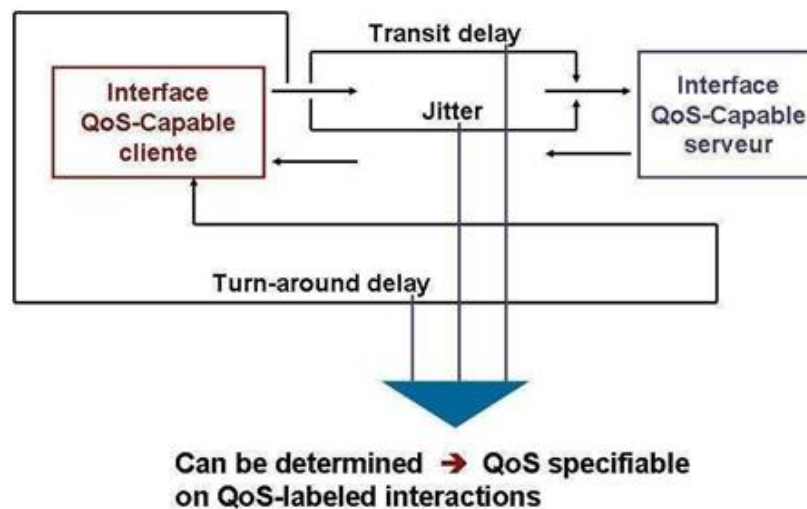 Transit delay
Interface
QoS-Capable
cliente
Jitter
Interface
QoS-Capable
serveur
Turn-around delay
Can be determined ➔ QoS specifiable
on QoS-labeled interactions